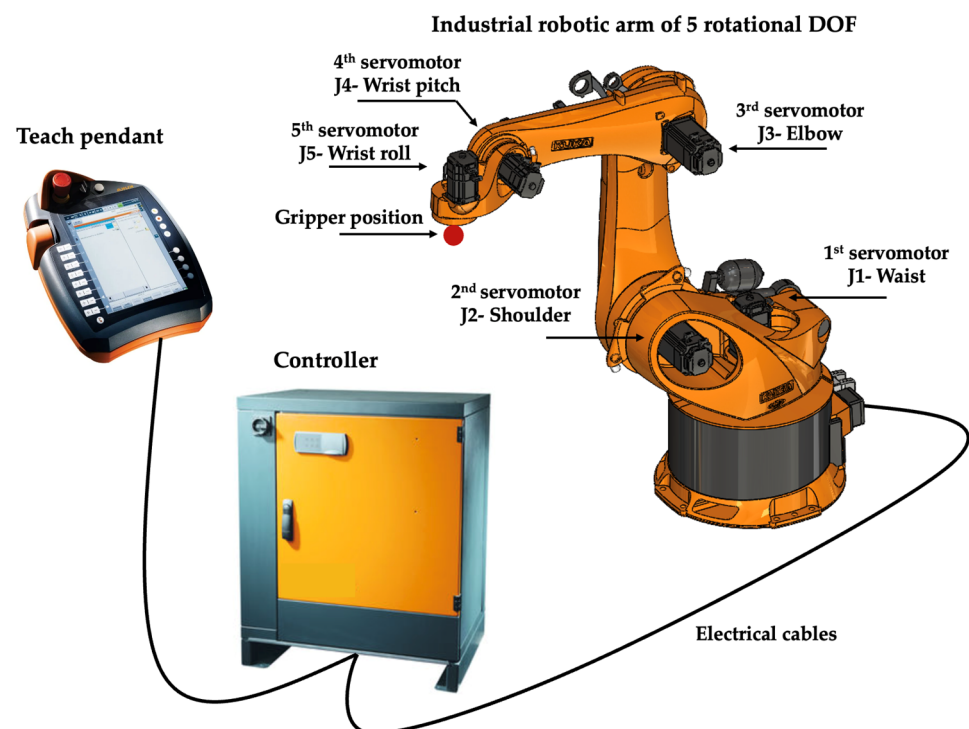 Industrial robotic arm of 5 rotational DOF
4th servomotor
J4- Wrist pitch
3rd servomotor
J3- Elbow
Teach pendant
5th servomotor
J5- Wrist roll
Gripper position
1st servomotor
J1- Waist
2nd servomotor
J2- Shoulder
Controller
Electrical cables